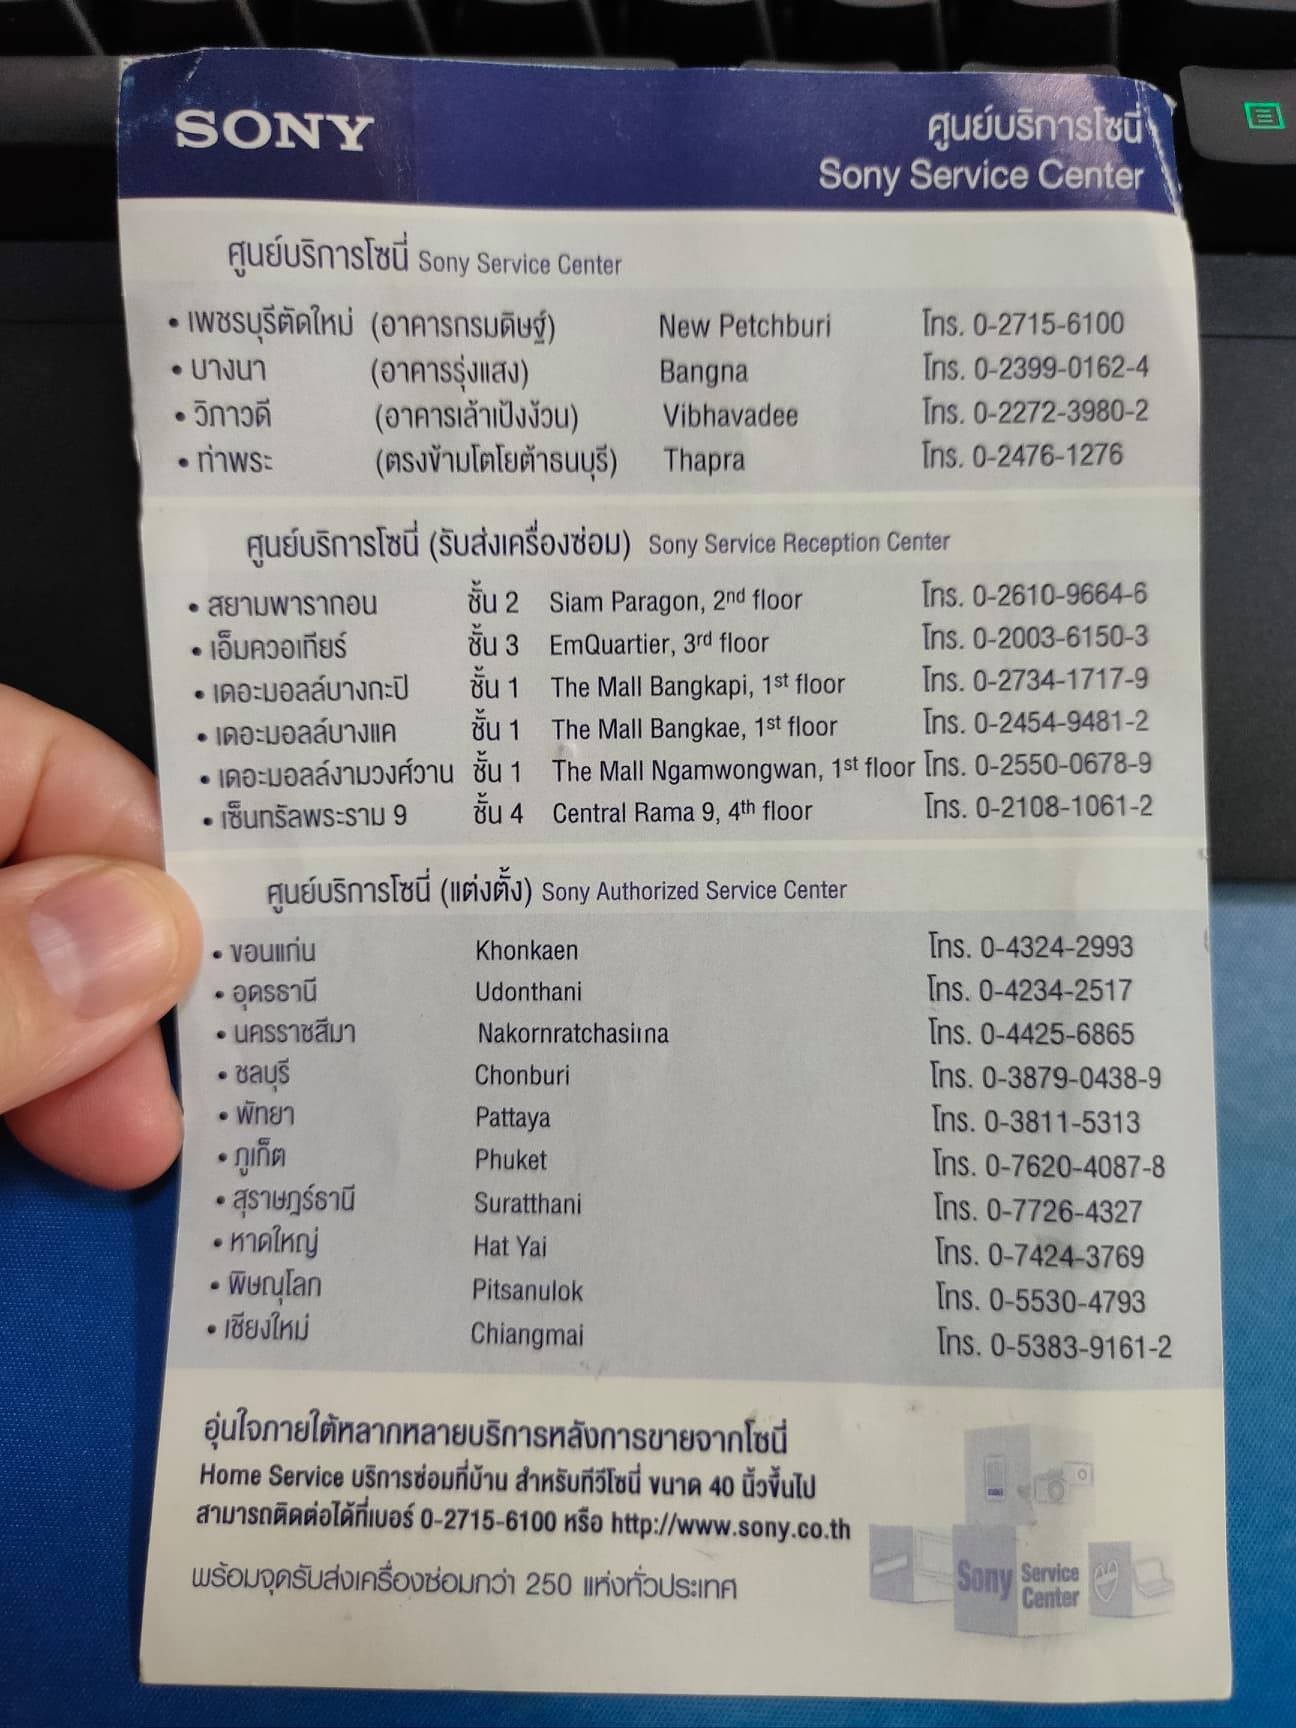 SONY
ศูนย์บริการโซนี่
Sony Service Center
ศูนย์บริการโซนี่ Sony Service Center
• เพชรบุรีตัดใหม่ (อาคารกรมดิษฐ์) New Petchburi โทร. 0-2715-6100
• บางนา (อาคารรุ่งแสง) Bangna โทร. 0-2399-0162-4
• วิภาวดี (อาคารเล้าเป้งง้วน) Vibhavadee โทร. 0-2272-3980-2
• ท่าพระ (ตรงข้ามโตโยต้าธนบุรี) Thapra โทร. 0-2476-1276
ศูนย์บริการโซนี่ (รับส่งเครื่องซ่อม) Sony Service Reception Center
• สยามพารากอน ชั้น 2 Siam Paragon, 2nd floor โทร. 0-2610-9664-6
• เอ็มควอเทียร์ ชั้น 3 EmQuartier, 3rd floor โทร. 0-2003-6150-3
• เดอะมอลล์บางกะปิ ชั้น 1 The Mall Bangkapi, 1st floor โทร. 0-2734-1717-9
• เดอะมอลล์บางแค ชั้น 1 The Mall Bangkae, 1st floor โทร. 0-2454-9481-2
• เดอะมอลล์งามวงศ์วาน ชั้น 1 The Mall Ngamwongwan, 1st floor โทร. 0-2550-0678-9
• เซ็นทรัลพระราม 9 ชั้น 4 Central Rama 9, 4th floor โทร. 0-2108-1061-2
ศูนย์บริการโซนี่ (แต่งตั้ง) Sony Authorized Service Center
• ขอนแก่น Khonkaen โทร. 0-4324-2993
• อุดรธานี Udonthani โทร. 0-4234-2517
• นครราชสีมา Nakornratchasima โทร. 0-4425-6865
• ชลบุรี Chonburi โทร. 0-3879-0438-9
• พัทยา Pattaya โทร. 0-3811-5313
• ภูเก็ต Phuket โทร. 0-7620-4087-8
• สุราษฎร์ธานี Suratthani โทร. 0-7726-4327
• หาดใหญ่ Hat Yai โทร. 0-7424-3769
• พิษณุโลก Pitsanulok โทร. 0-5530-4793
• เชียงใหม่ Chiangmai โทร. 0-5383-9161-2
อุ่นใจภายใต้หลากหลายบริการหลังการขายจากโซนี่
Home Service บริการซ่อมที่บ้าน สำหรับทีวีโซนี่ ขนาด 40 นิ้วขึ้นไป
สามารถติดต่อได้ที่เบอร์ 0-2715-6100 หรือ http://www.sony.co.th
พร้อมจุดรับส่งเครื่องซ่อมกว่า 250 แห่งทั่วประเทศ
Sony Service Center